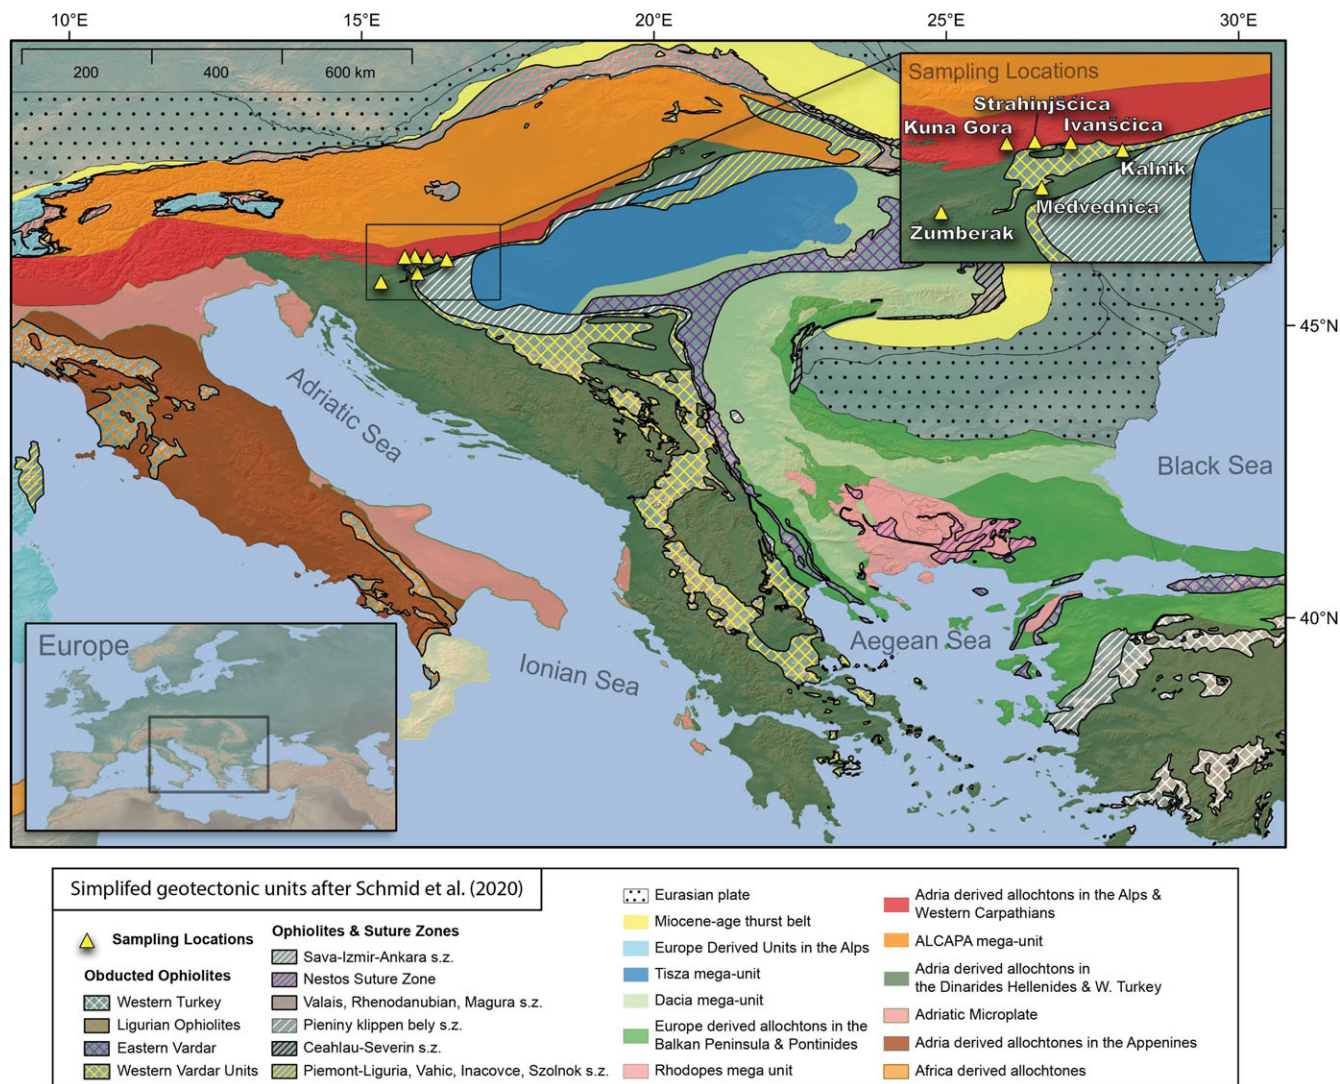 10°E 15°E 20°E 25°E 30°E
200 400 600 km
Sampling Locations
Strahinjšćica
Kuna Gora Ivanšćica
Kalnik
Medvednica
Žumberak
45°N
Adriatic Sea
Black Sea
40°N
Europe
Ionian Sea
Aegean Sea
Simplifed geotectonic units after Schmid et al. (2020)
Sampling Locations
Obducted Ophiolites
Western Turkey
Ligurian Ophiolites
Eastern Vardar
Western Vardar Units
Ophiolites & Suture Zones
Sava-Izmir-Ankara s.z.
Nestos Suture Zone
Valais, Rhenodanubian, Magura s.z.
Pieniny klippen bely s.z.
Ceahlau-Severin s.z.
Piemont-Liguria, Vahic, Inacovce, Szolnok s.z.
Eurasian plate
Miocene-age thurst belt
Europe Derived Units in the Alps
Tisza mega-unit
Dacia mega-unit
Europe derived allochtons in the
Balkan Peninsula & Pontinides
Rhodopes mega unit
Adria derived allochtons in the Alps &
Western Carpathians
ALCAPA mega-unit
Adria derived allochtons in
the Dinarides Hellenides & W. Turkey
Adriatic Microplate
Adria derived allochtones in the Appenines
Africa derived allochtones